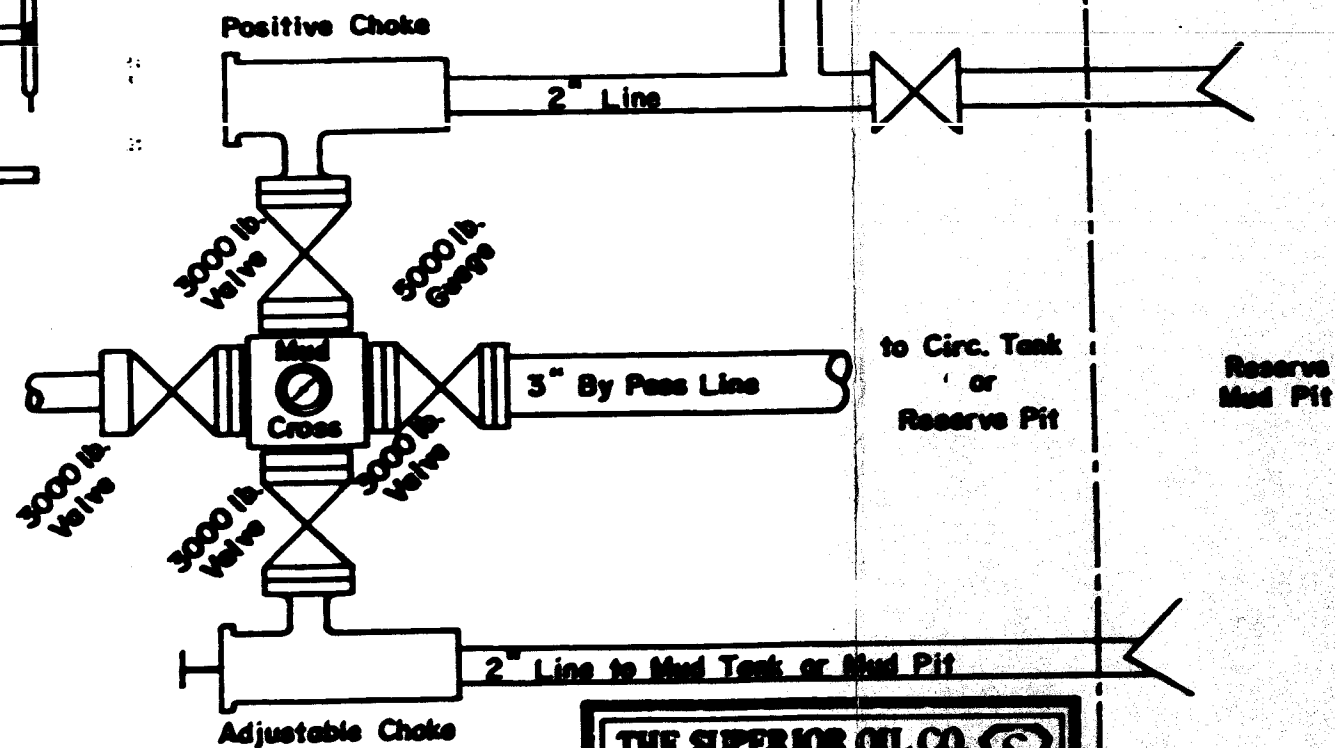 Positive Choke
2" Line
3000 lb.
Valve
3000 lb.
Guage
Mud
Cross
3" By Pass Line
to Circ. Tank
or
Reserve Pit
Reserve
Mud Pit
3000 lb.
Valve
3000 lb.
Valve
3000 lb.
Valve
2" Line to Mud Tank or Mud Pit
Adjustable Choke
THE SUPERIOR OIL CO.